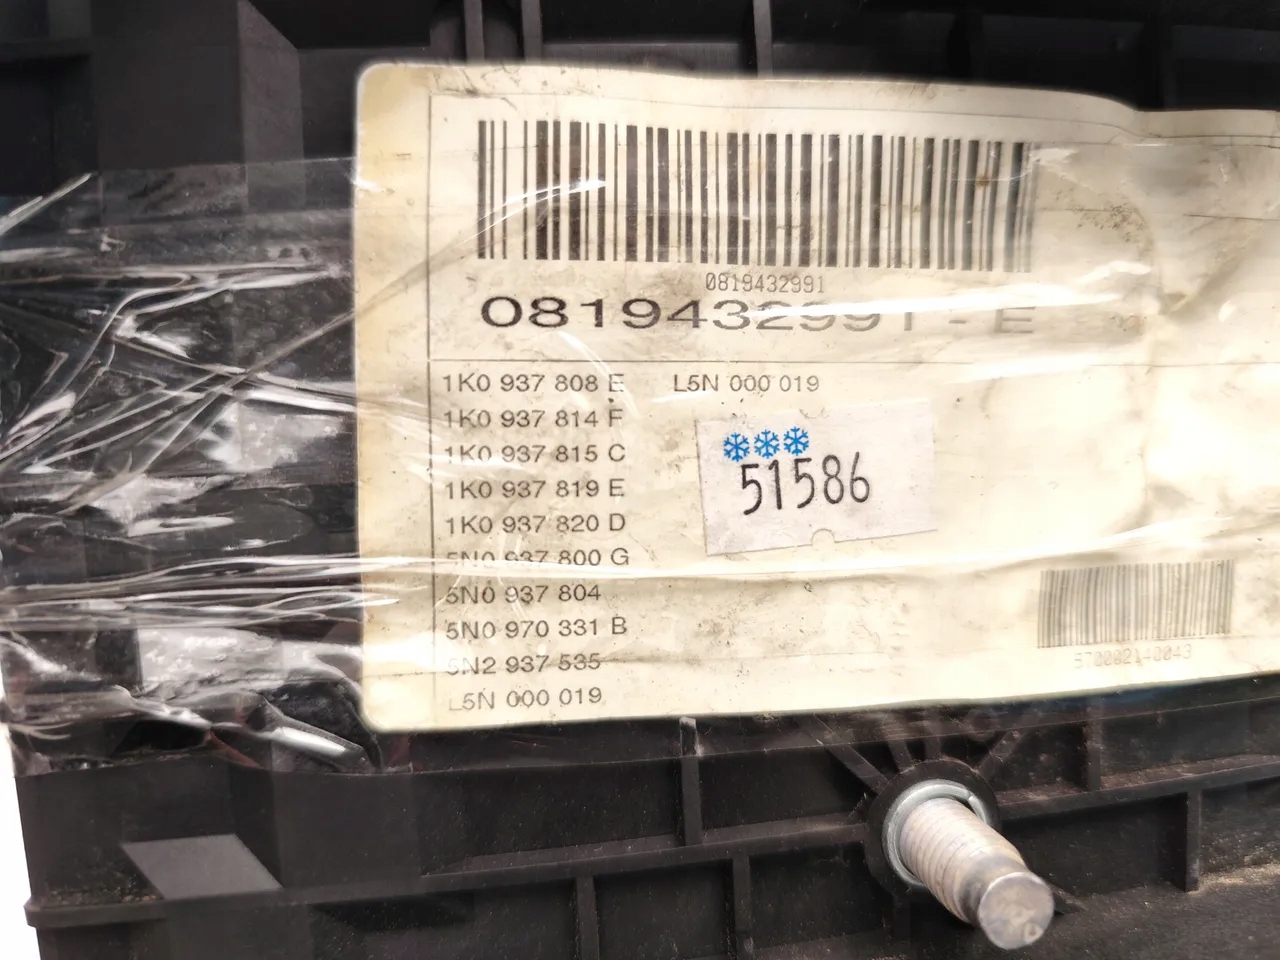 0819432991
0819432991 - E
1K0 937 808 E L5N 000 019
1K0 937 814 F
1K0 937 815 C
1K0 937 819 E
1K0 937 820 D
5N0 937 800 G
5N0 937 804
5N0 970 331 B
5N2 937 535
L5N 000 019
51586
570002140043